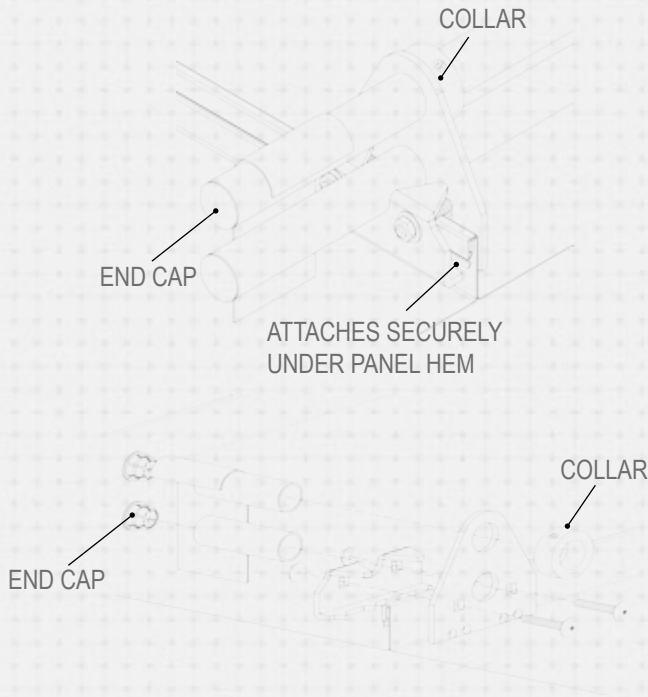 COLLAR
END CAP
ATTACHES SECURELY
UNDER PANEL HEM
COLLAR
END CAP